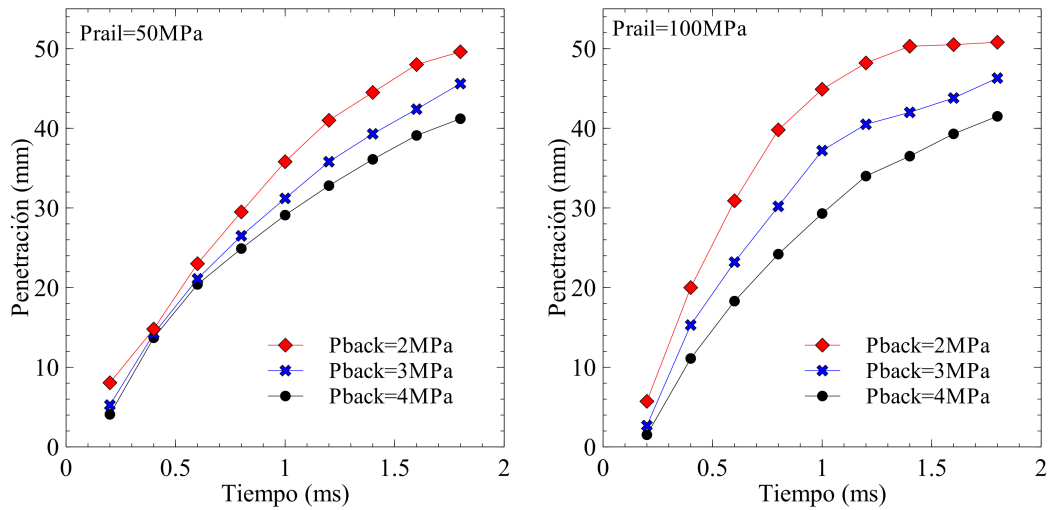 Prail=50MPa
Penetración (mm)
50
40
30
20
10
0
Pback=2MPa
Pback=3MPa
Pback=4MPa
0 0.5 1 1.5 2
Tiempo (ms)
Prail=100MPa
Penetración (mm)
50
40
30
20
10
0
Pback=2MPa
Pback=3MPa
Pback=4MPa
0 0.5 1 1.5 2
Tiempo (ms)